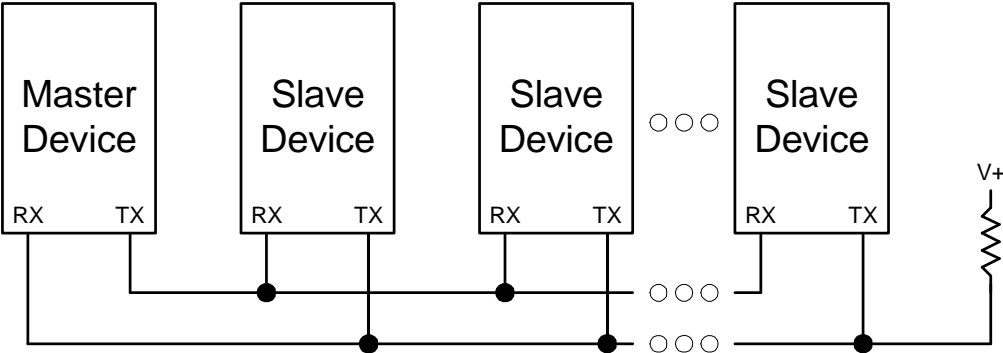 Master
Device
Slave
Device
Slave
Device
Slave
Device
RX TX
RX TX
RX TX
RX TX
V+